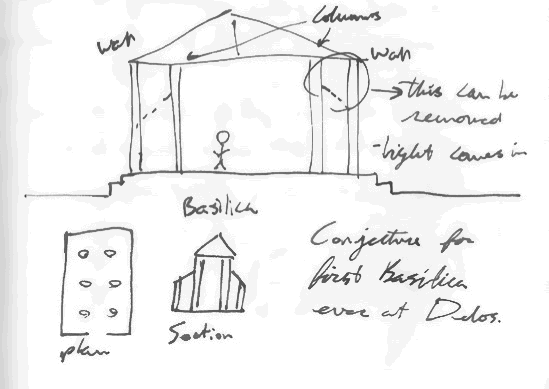 Columns
Wall
Wall
this can be
removed
-light comes in
Basilica
Conjecture for
first Basilica
ever at Delos.
plan
Section